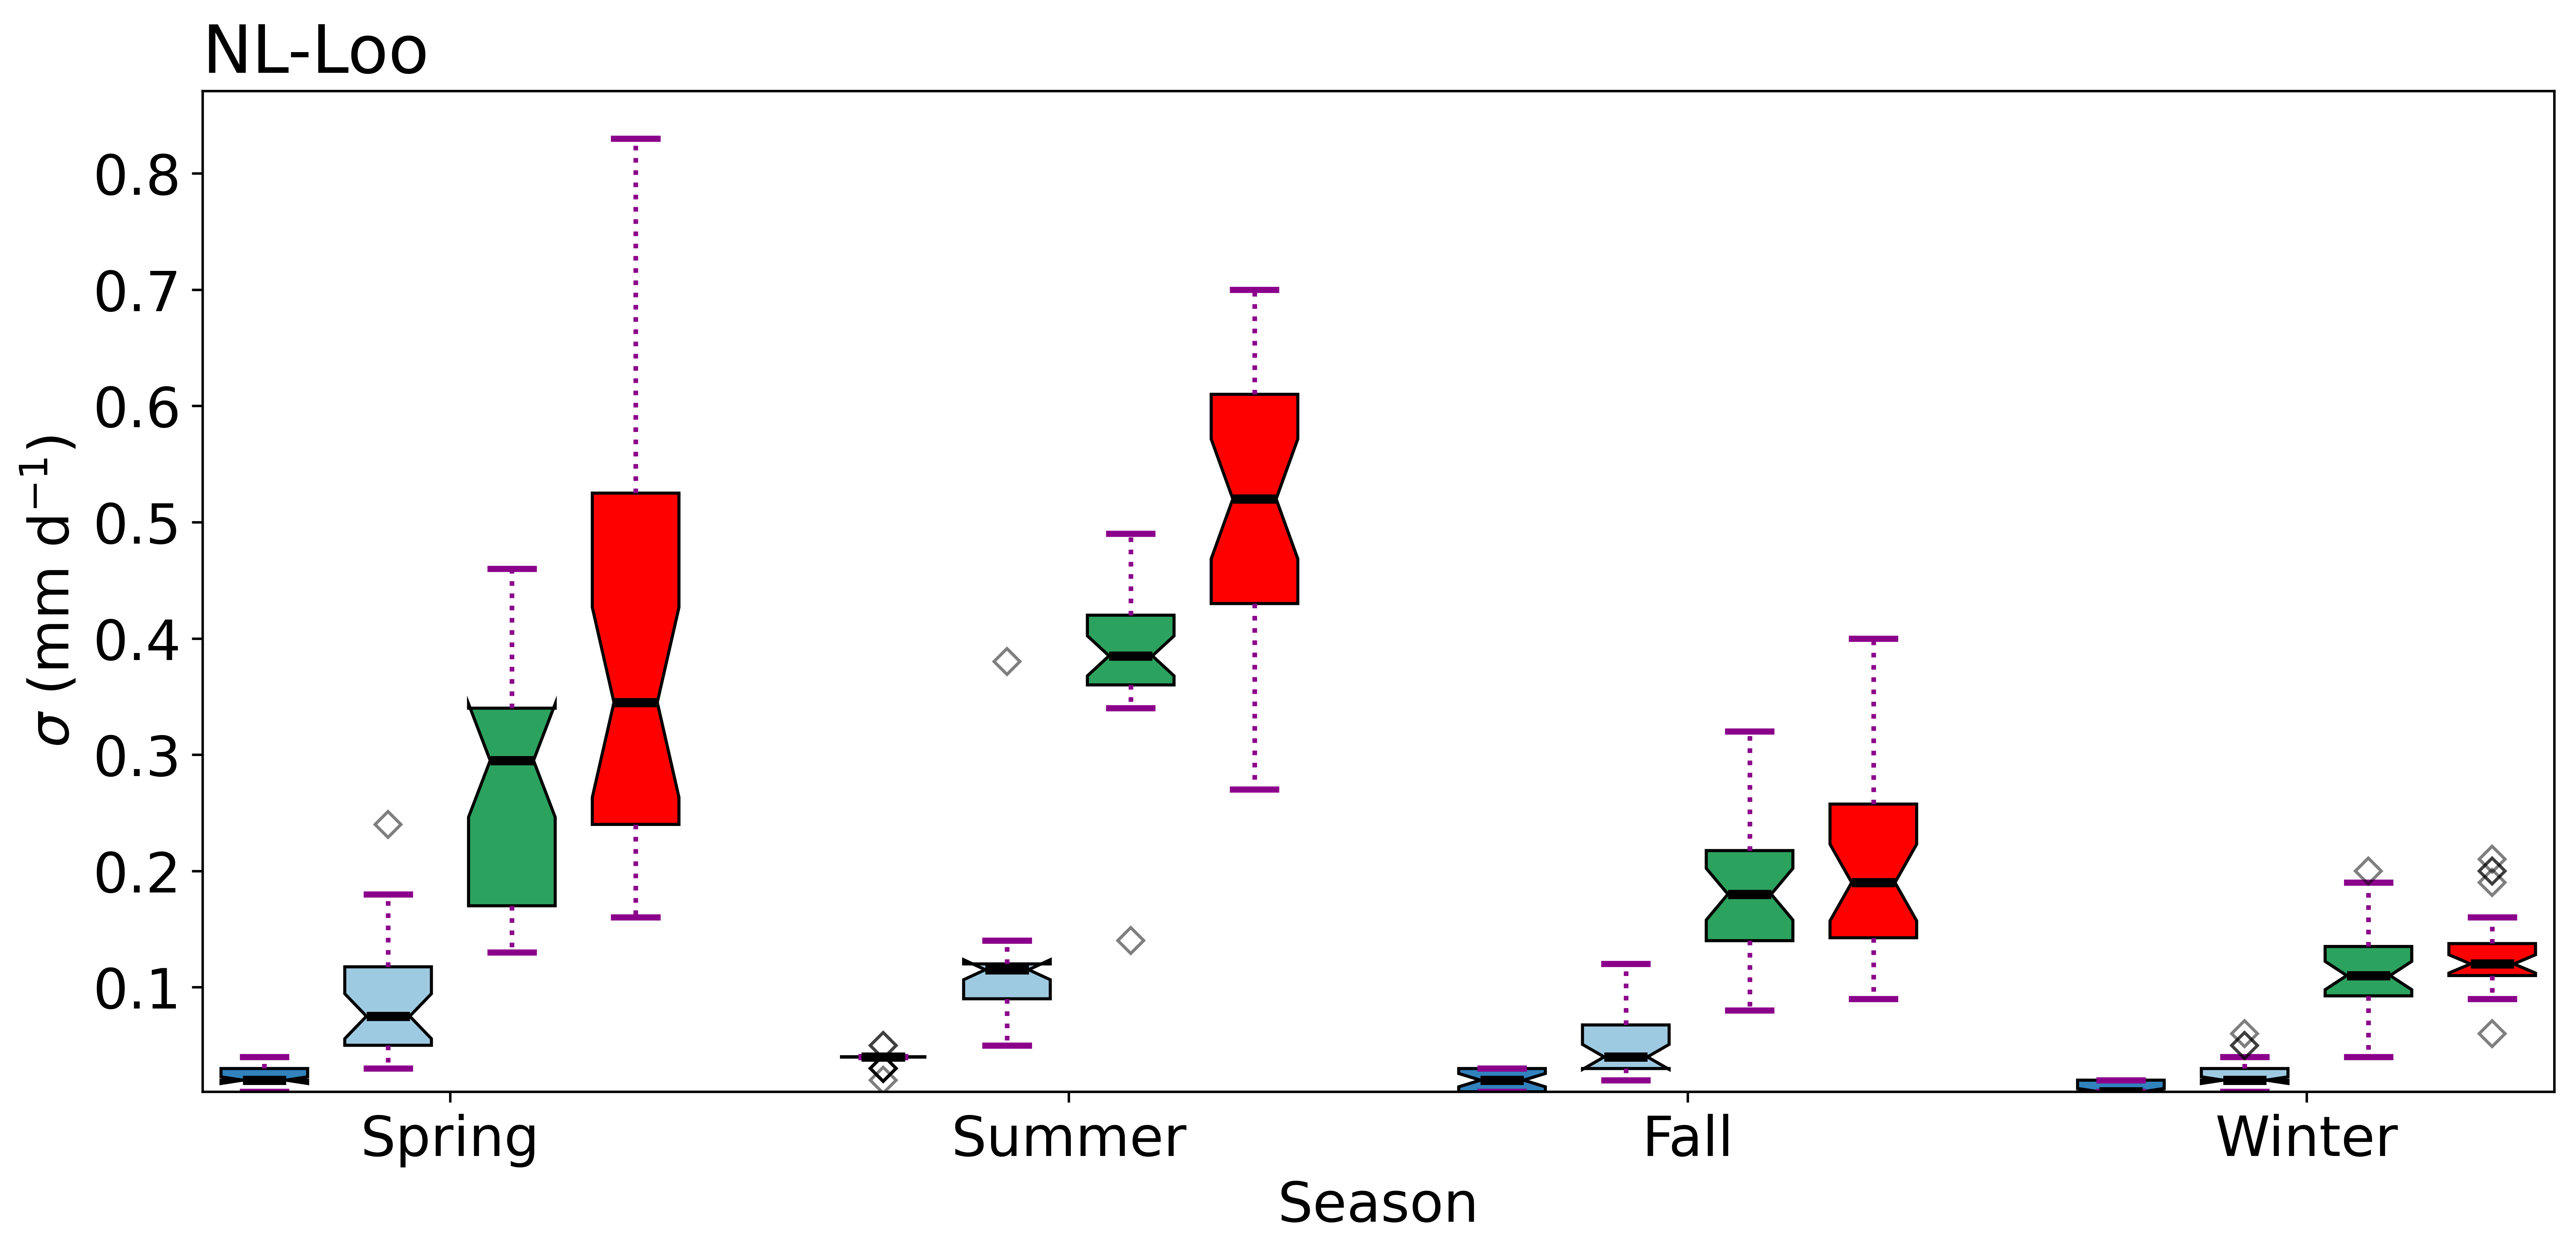 NL-Loo
0.8
0.7
0.6
0.5
0.4
0.3
0.2
0.1
σ (mm d⁻¹)
Spring Summer Fall Winter
Season